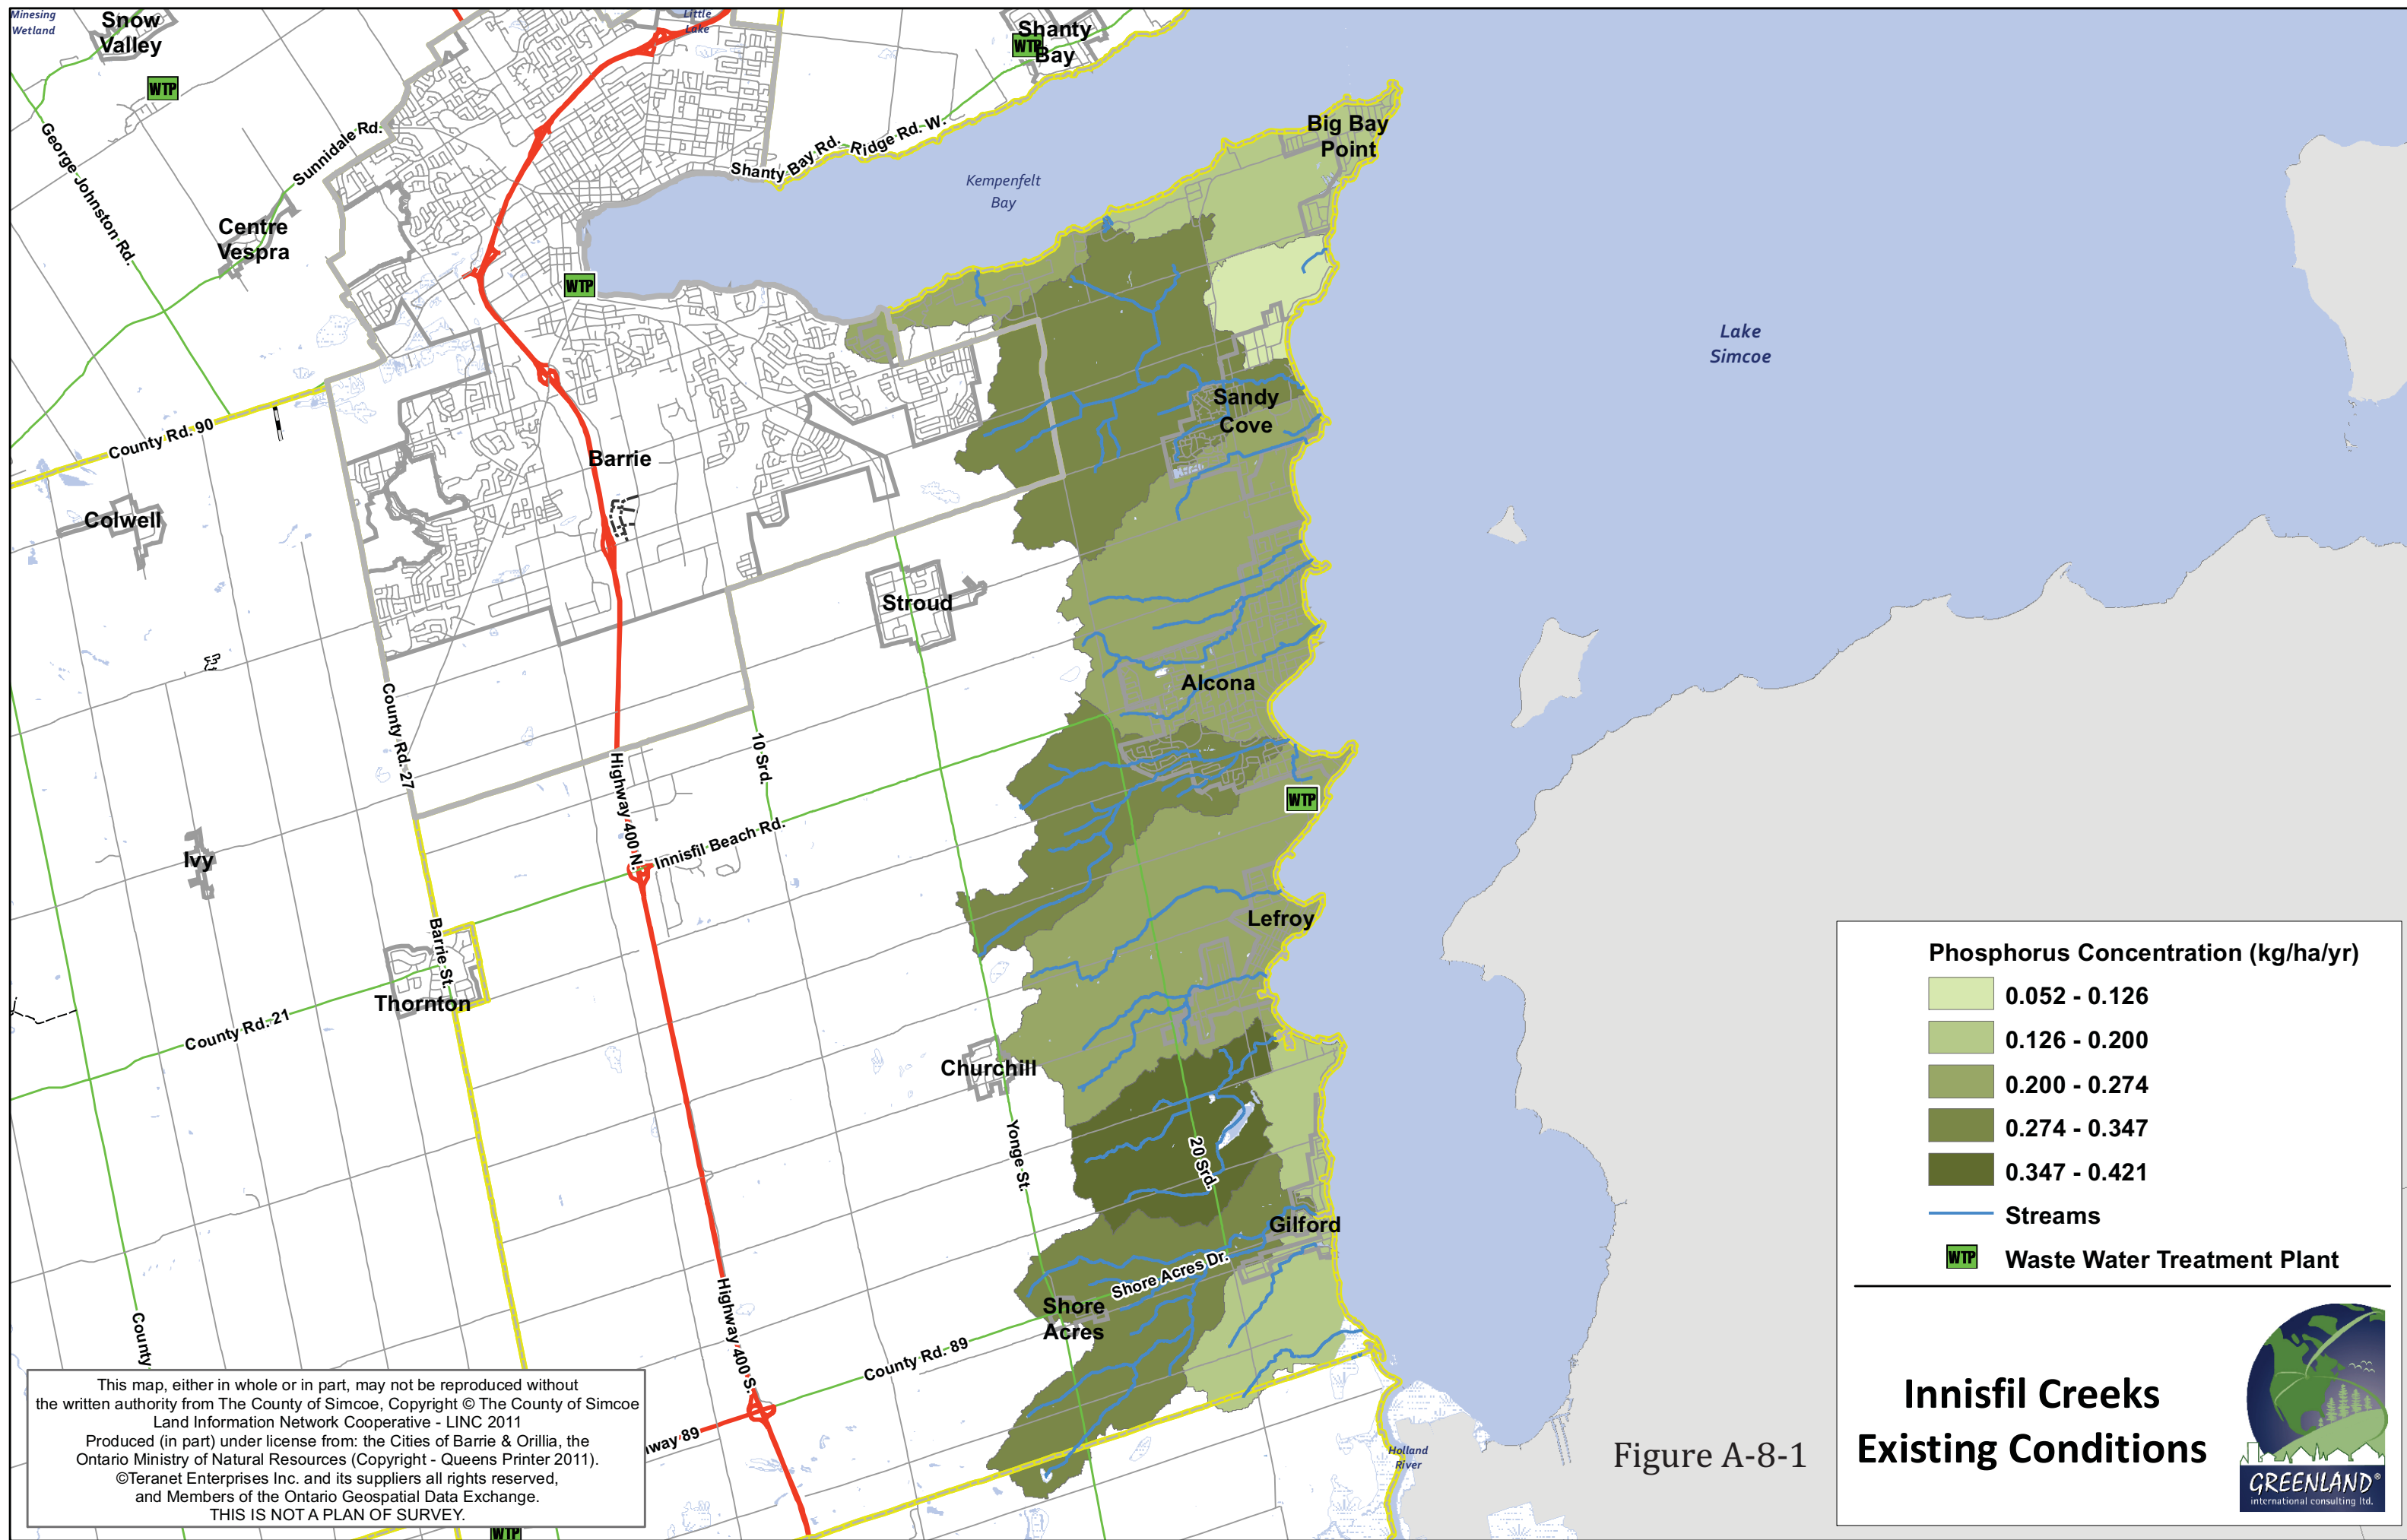 Minesing
Wetland
Snow
Valley
WTP
Little
Lake
Shanty
Bay
WTP
George Johnston Rd.
Sunnidale Rd.
Centre
Vespra
Shanty Bay Rd.
Ridge Rd. W.
Kempenfelt
Bay
Big Bay
Point
WTP
Lake
Simcoe
County Rd. 90
Barrie
Sandy
Cove
Colwell
Stroud
Alcona
County Rd. 27
10 Srd.
Highway 400 N.
Innisfil Beach Rd.
WTP
Ivy
Lefroy
Barrie St.
Thornton
County Rd. 21
Churchill
Yonge St.
20 Srd.
Gilford
Shore Acres Dr.
Shore
Acres
Highway 400 S.
County Rd. 89
County
hway 89
Holland
River
WTP
This map, either in whole or in part, may not be reproduced without
the written authority from The County of Simcoe, Copyright © The County of Simcoe
Land Information Network Cooperative - LINC 2011
Produced (in part) under license from: the Cities of Barrie & Orillia, the
Ontario Ministry of Natural Resources (Copyright - Queens Printer 2011).
©Teranet Enterprises Inc. and its suppliers all rights reserved,
and Members of the Ontario Geospatial Data Exchange.
THIS IS NOT A PLAN OF SURVEY.
Phosphorus Concentration (kg/ha/yr)
0.052 - 0.126
0.126 - 0.200
0.200 - 0.274
0.274 - 0.347
0.347 - 0.421
Streams
WTP Waste Water Treatment Plant
Figure A-8-1
Innisfil Creeks
Existing Conditions
GREENLAND®
international consulting ltd.